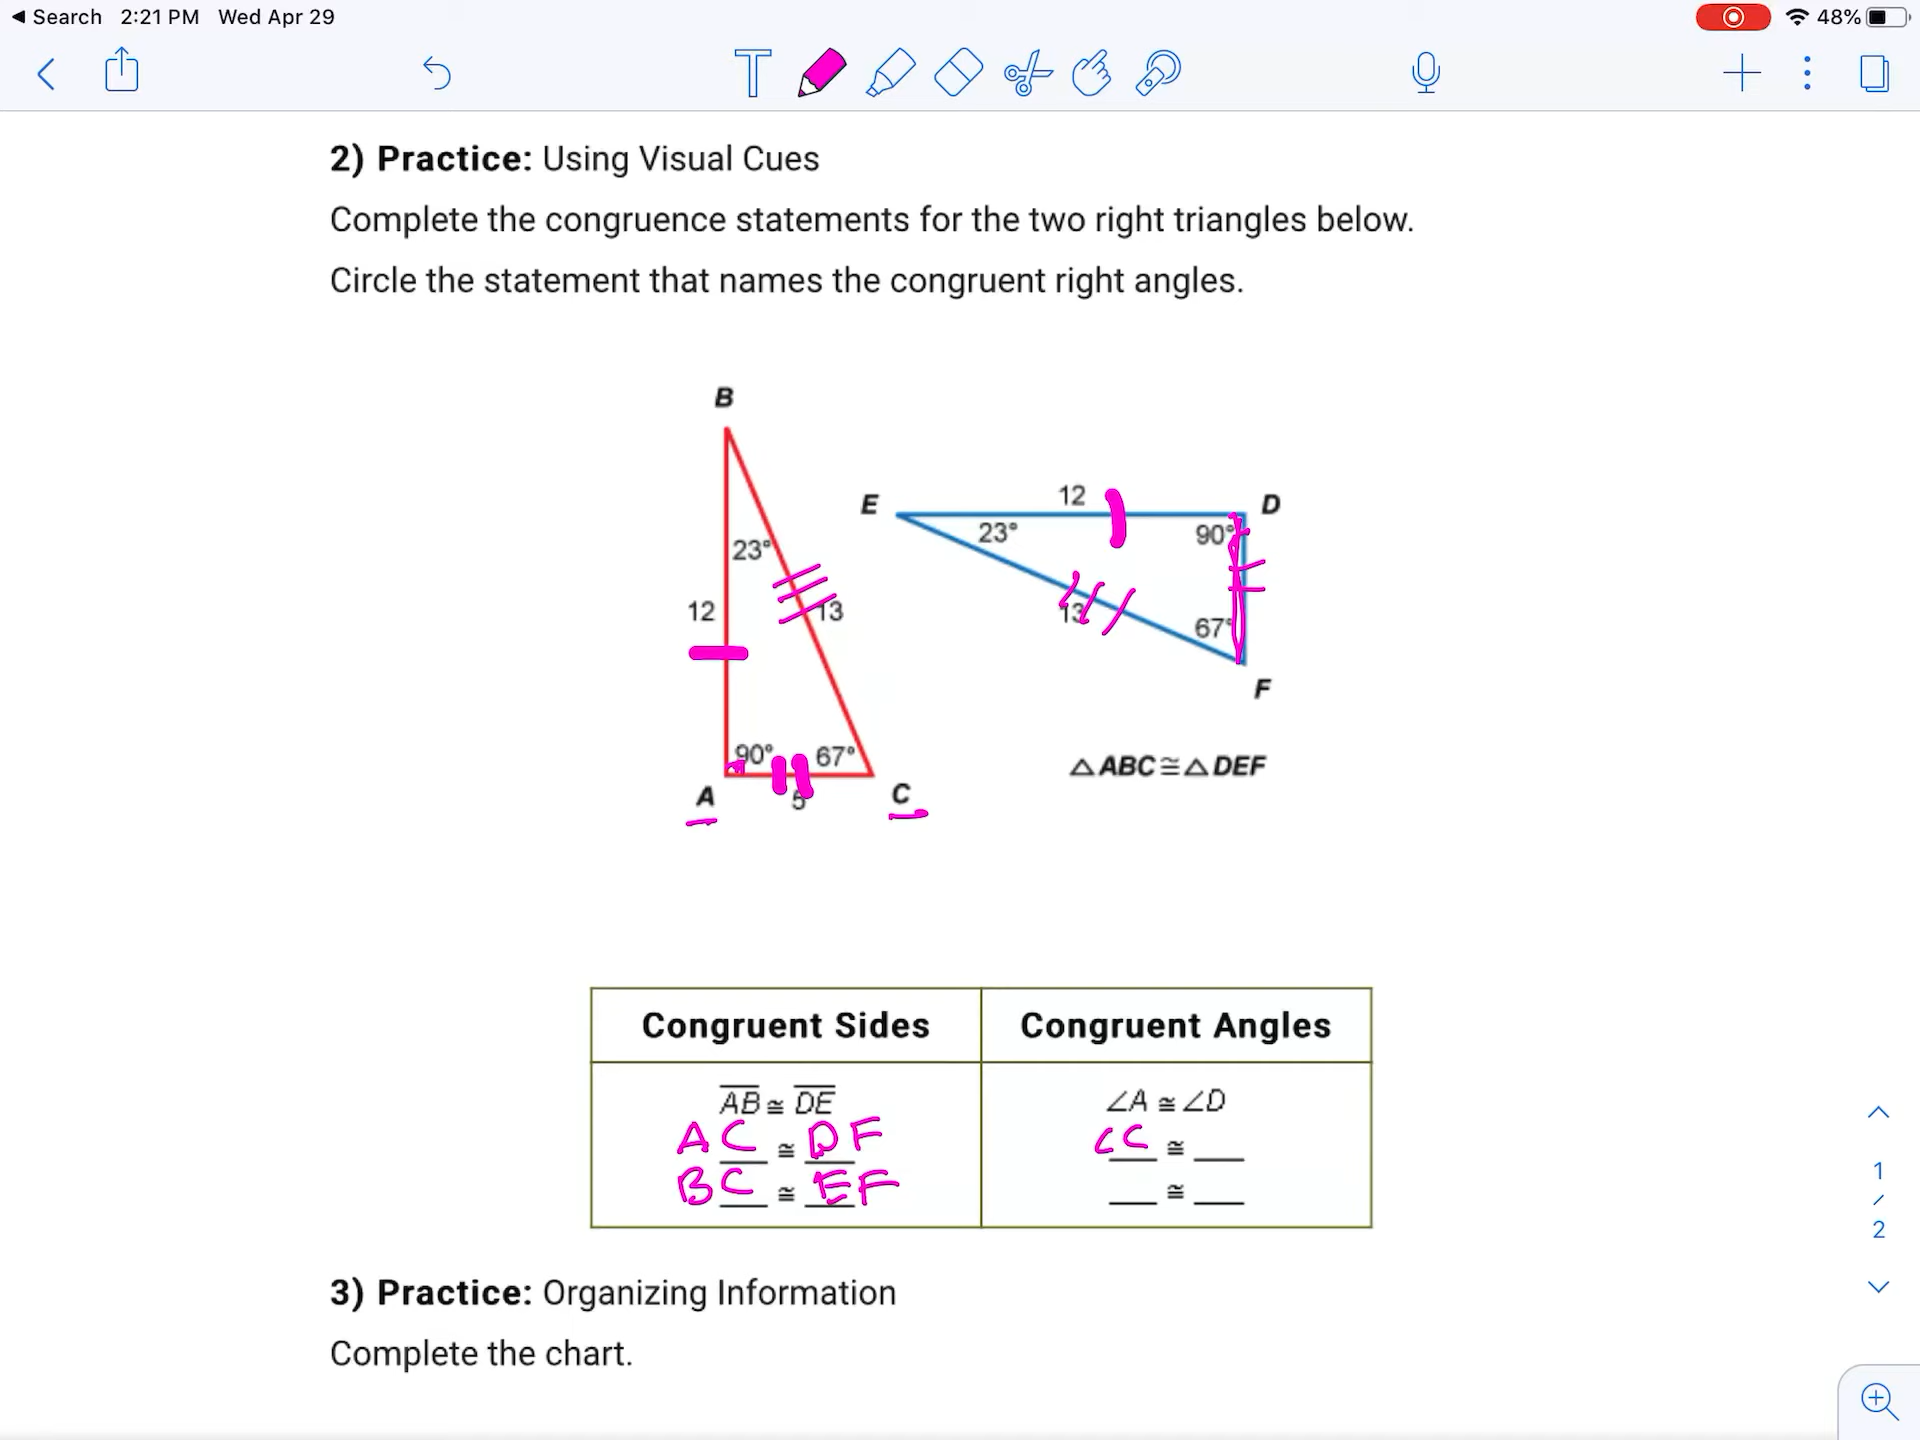 Search 2:21 PM Wed Apr 29 48%
2) Practice: Using Visual Cues
Complete the congruence statements for the two right triangles below.
Circle the statement that names the congruent right angles.
B
E 12 D
23° 90°
23°
12 13
13 67°
F
90° 67°
A 5 C
△ABC≅△DEF
Congruent Sides Congruent Angles
AB ≅ DE ∠A ≅ ∠D
AC ≅ DF ∠C ≅ ___
BC ≅ EF ___ ≅ ___
1
/
2
3) Practice: Organizing Information
Complete the chart.